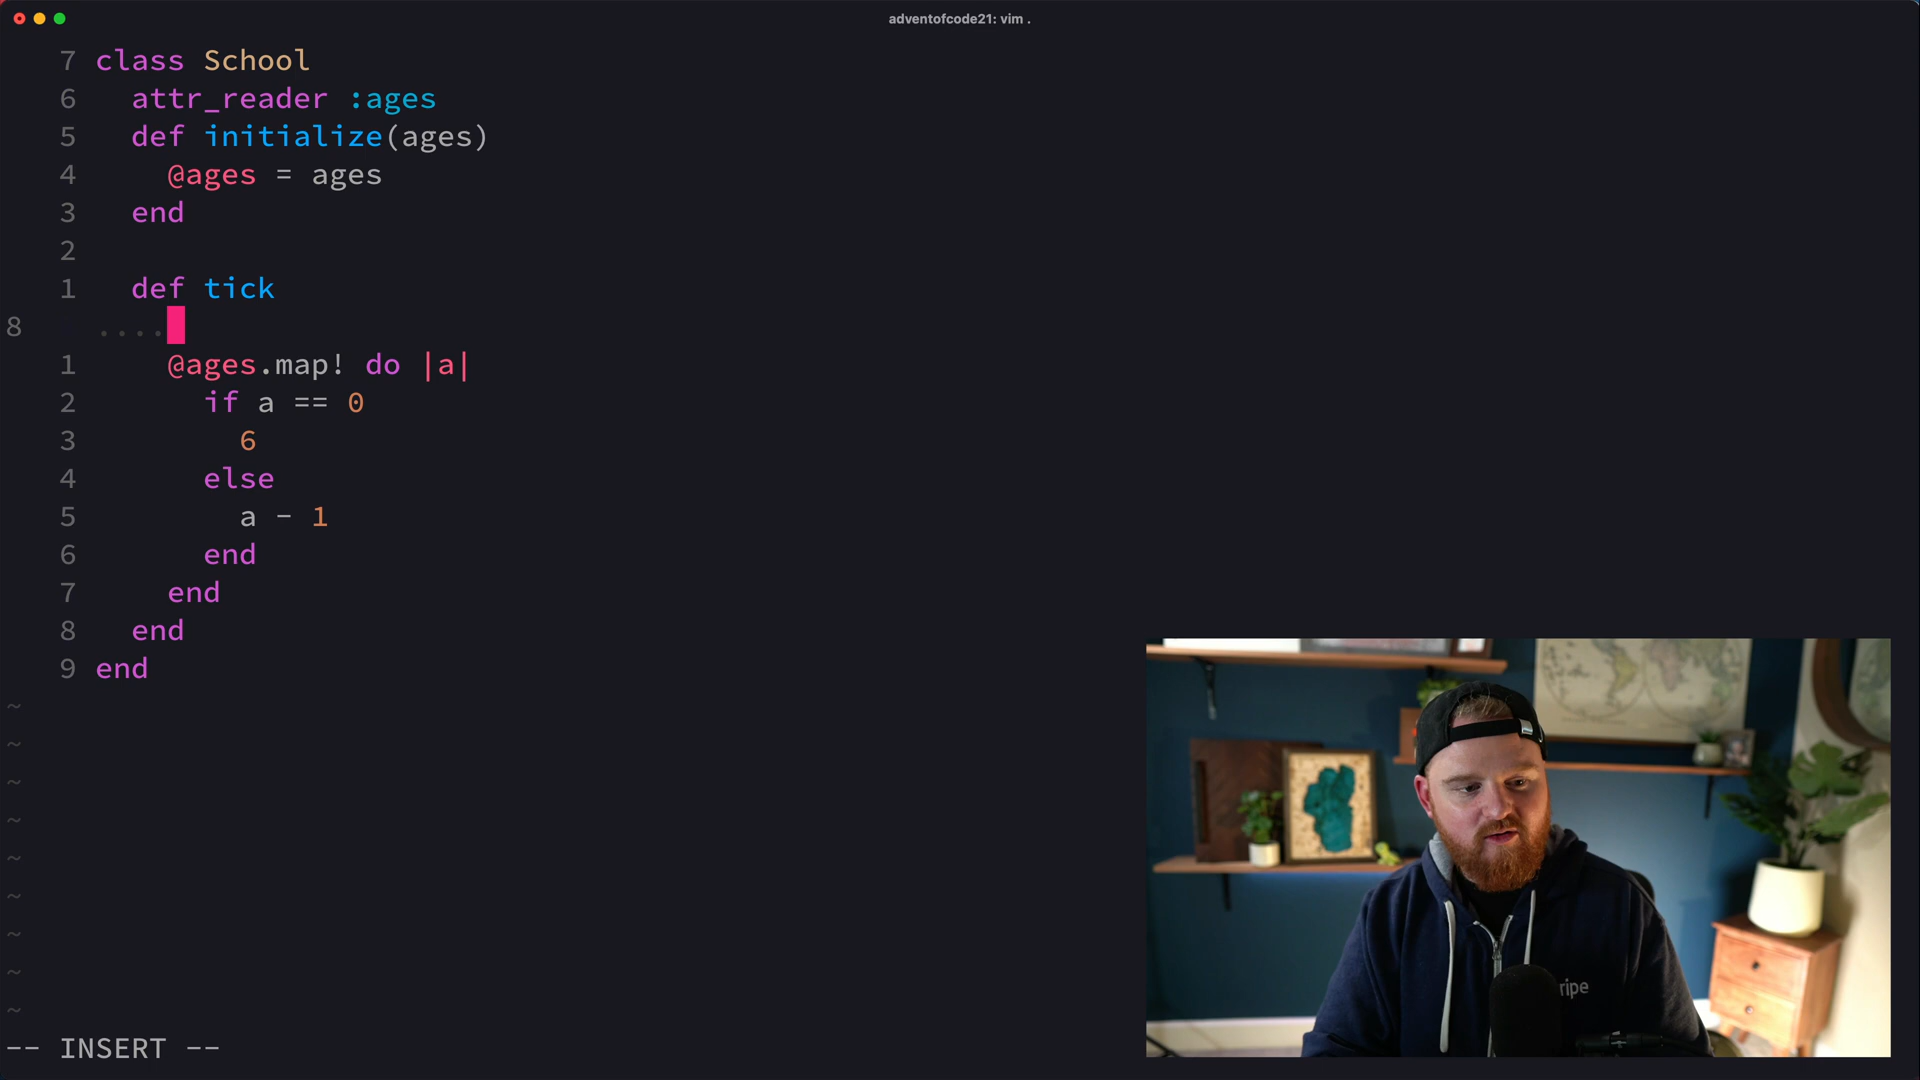 adventofcode21: vim .
7 class School
6 attr_reader :ages
5 def initialize(ages)
4 @ages = ages
3 end
2
1 def tick
8 ....
1 @ages.map! do |a|
2 if a == 0
3 6
4 else
5 a - 1
6 end
7 end
8 end
9 end
~
~
~
~
~
~
~
~
~
-- INSERT --
ripe